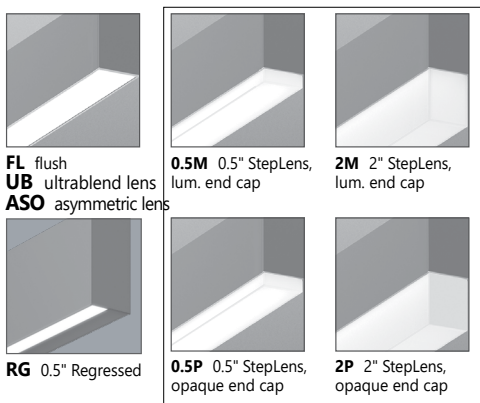 FL flush
UB ultrablend lens
ASO asymmetric lens
0.5M 0.5" StepLens,
lum. end cap
2M 2" StepLens,
lum. end cap
RG 0.5" Regressed
0.5P 0.5" StepLens,
opaque end cap
2P 2" StepLens,
opaque end cap